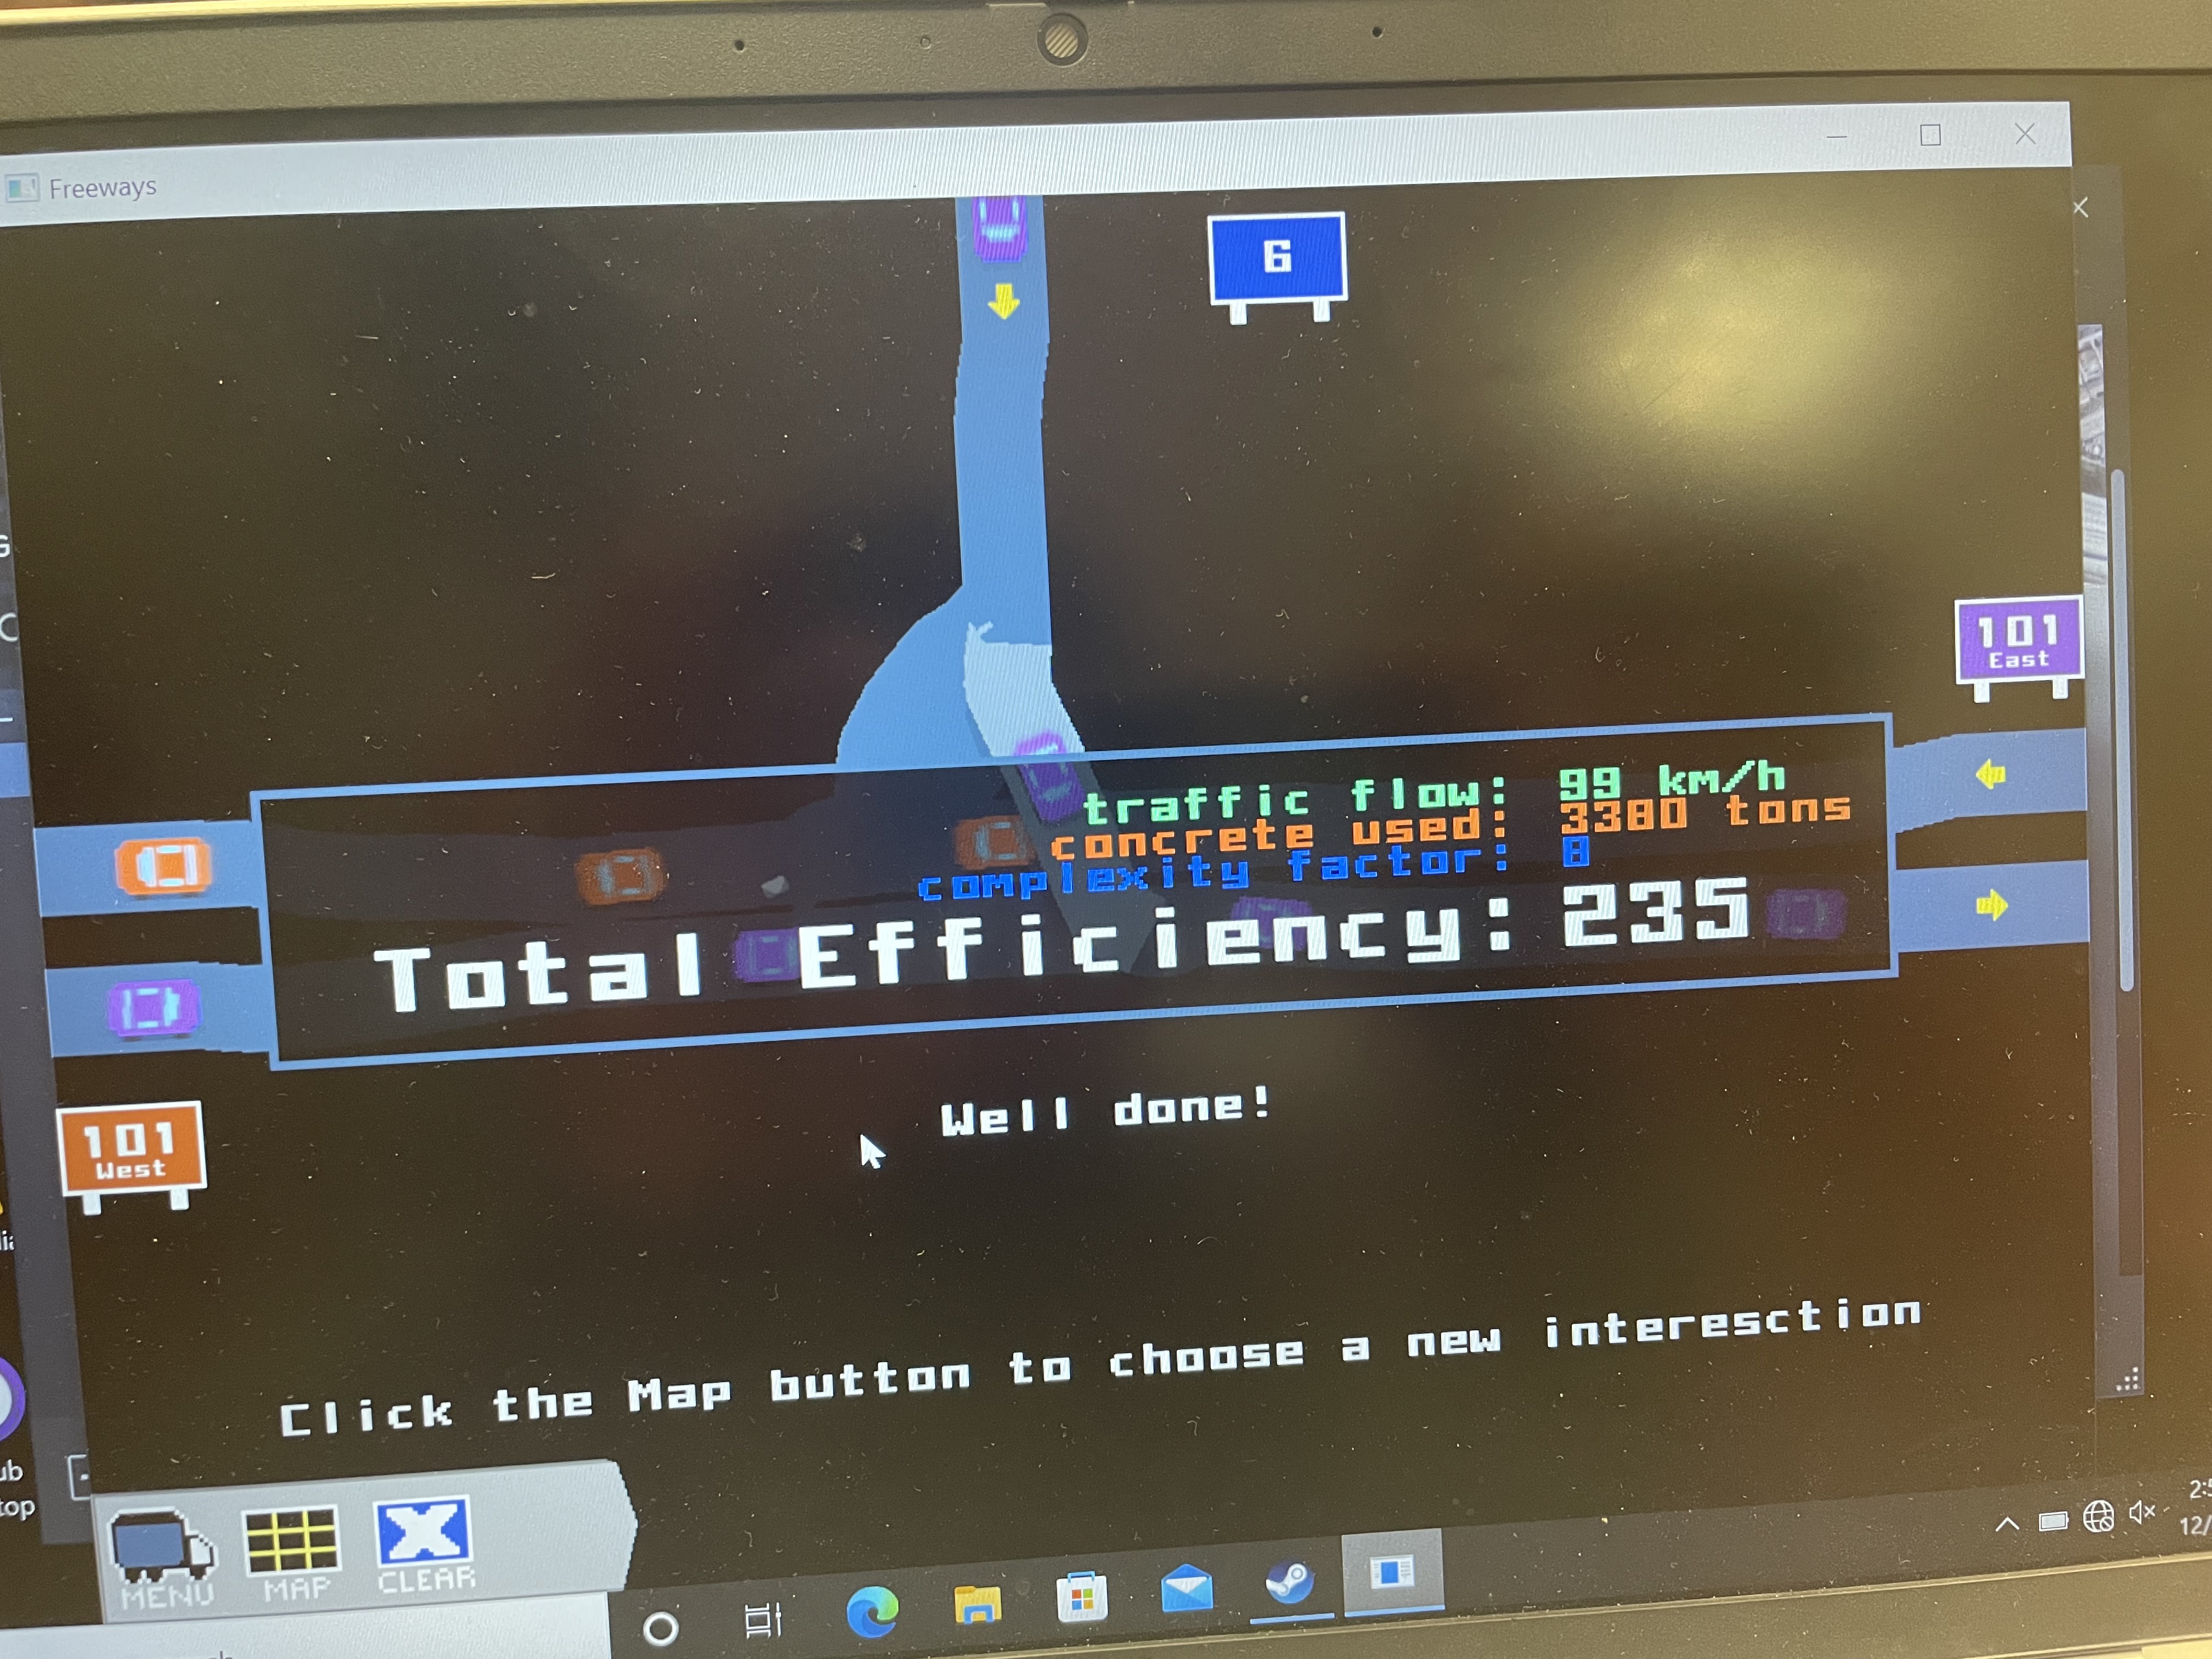 Freeways
6
101
East
traffic flow: 99 km/h
concrete used: 3380 tons
complexity factor: 8
Total Efficiency: 235
101
West
Well done!
Click the Map button to choose a new interesction
MENU
MAP
CLEAR